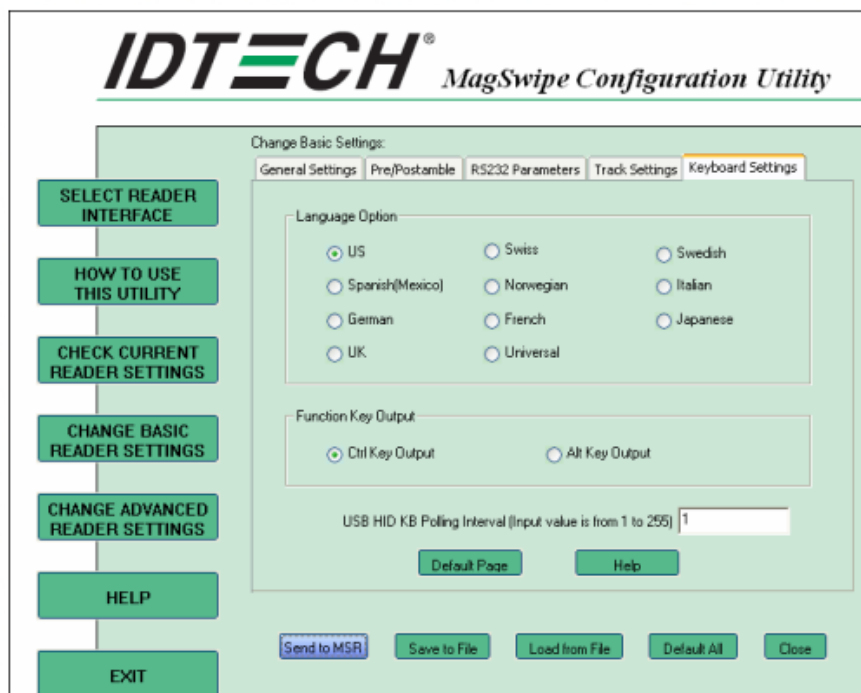 IDTECH®
MagSwipe Configuration Utility
Change Basic Settings:
General Settings
Pre/Postamble
RS232 Parameters
Track Settings
Keyboard Settings
SELECT READER
INTERFACE
HOW TO USE
THIS UTILITY
CHECK CURRENT
READER SETTINGS
CHANGE BASIC
READER SETTINGS
CHANGE ADVANCED
READER SETTINGS
HELP
EXIT
Language Option
US
Swiss
Swedish
Spanish(Mexico)
Norwegian
Italian
German
French
Japanese
UK
Universal
Function Key Output
Ctrl Key Output
Alt Key Output
USB HID KB Polling Interval (Input value is from 1 to 255)
1
Default Page
Help
Send to MSR
Save to File
Load from File
Default All
Close